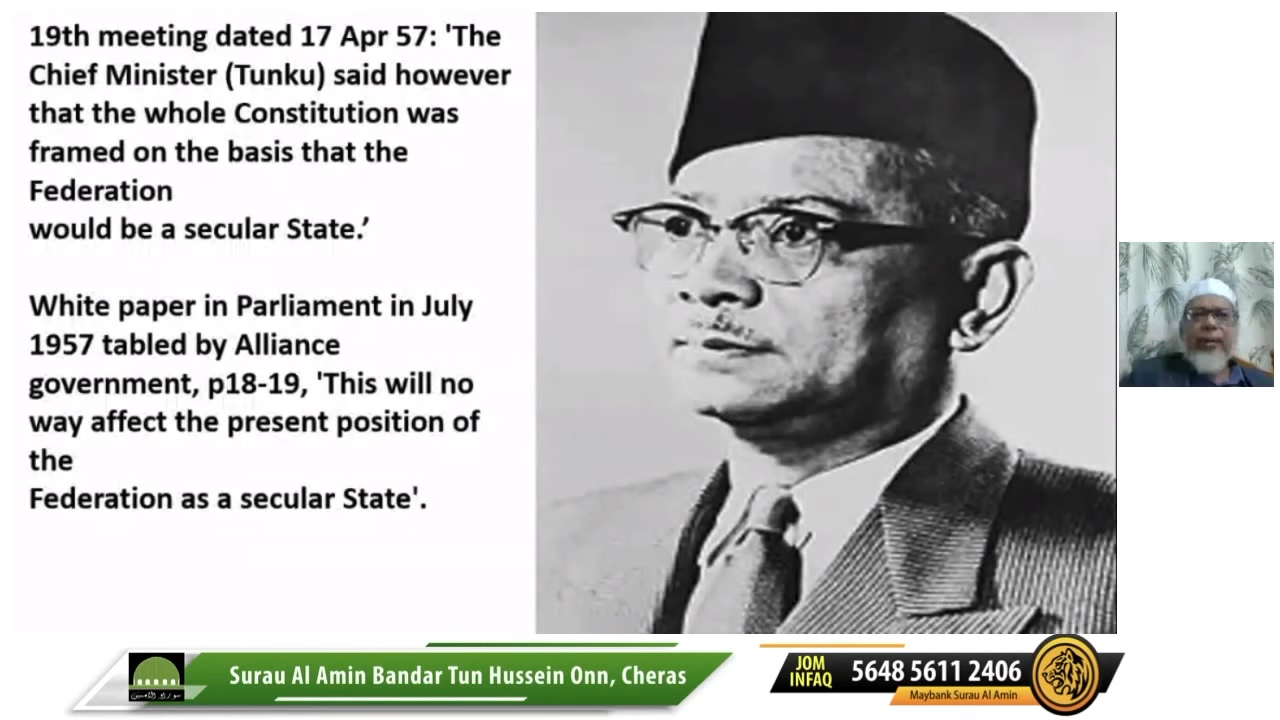 19th meeting dated 17 Apr 57: 'The
Chief Minister (Tunku) said however
that the whole Constitution was
framed on the basis that the
Federation
would be a secular State.’
White paper in Parliament in July
1957 tabled by Alliance
government, p18-19, 'This will no
way affect the present position of
the
Federation as a secular State'.
سوراو الأمين
Surau Al Amin Bandar Tun Hussein Onn, Cheras
JOM
INFAQ
5648 5611 2406
Maybank Surau Al Amin